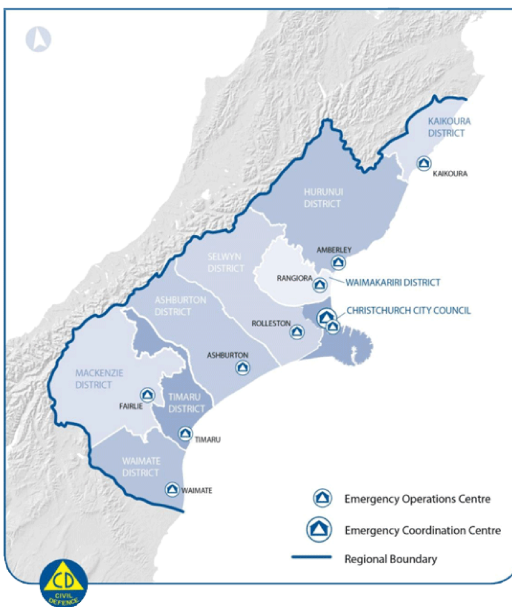 KAIKOURA
DISTRICT
KAIKOURA
HURUNUI
DISTRICT
AMBERLEY
SELWYN
DISTRICT
RANGIORA
WAIMAKARIRI DISTRICT
ASHBURTON
DISTRICT
CHRISTCHURCH CITY COUNCIL
ROLLESTON
ASHBURTON
MACKENZIE
DISTRICT
FAIRLIE
TIMARU
DISTRICT
TIMARU
WAIMATE
DISTRICT
WAIMATE
Emergency Operations Centre
Emergency Coordination Centre
Regional Boundary
CD
CIVIL
DEFENCE